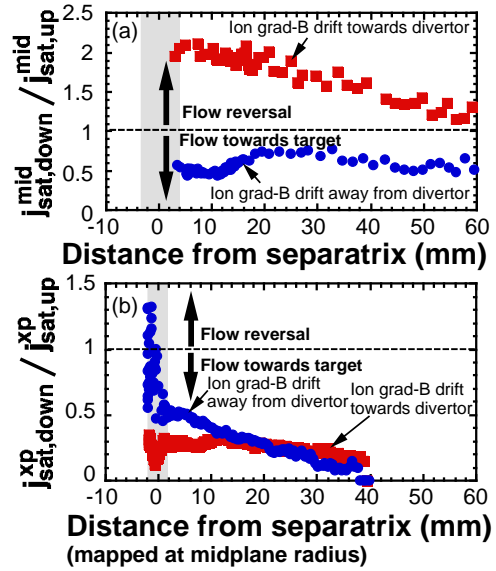 (a)
Ion grad-B drift towards divertor
Flow reversal
Flow towards target
Ion grad-B drift away from divertor
j^mid_sat,down / j^mid_sat,up
2.5
2
1.5
1
0.5
0
-10 0 10 20 30 40 50 60
Distance from separatrix (mm)
(b)
Flow reversal
Flow towards target
Ion grad-B drift
away from divertor
Ion grad-B drift
towards divertor
j^xp_sat,down / j^xp_sat,up
1.5
1
0.5
0
-10 0 10 20 30 40 50 60
Distance from separatrix (mm)
(mapped at midplane radius)